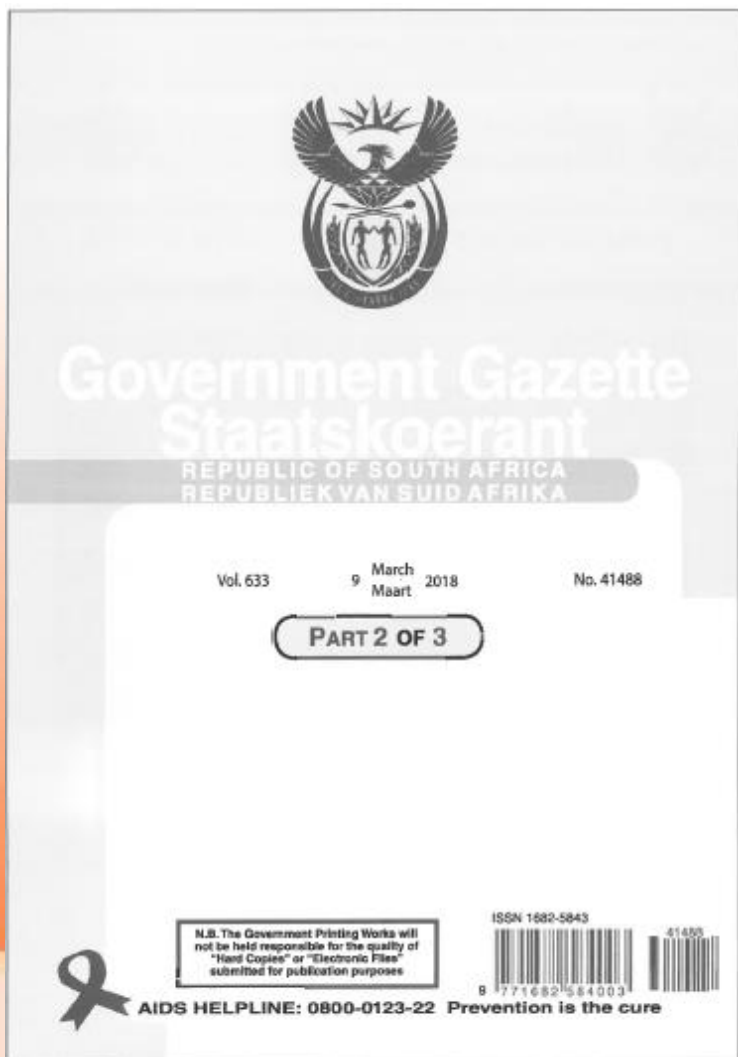 Government Gazette
Staatskoerant
REPUBLIC OF SOUTH AFRICA
REPUBLIEK VAN SUID AFRIKA
Vol. 633 9 March 2018 No. 41488
Maart
PART 2 OF 3
N.B. The Government Printing Works will
not be held responsible for the quality of
"Hard Copies" or "Electronic Files"
submitted for publication purposes
ISSN 1682-5843
41488
9 771682 584003
AIDS HELPLINE: 0800-0123-22 Prevention is the cure